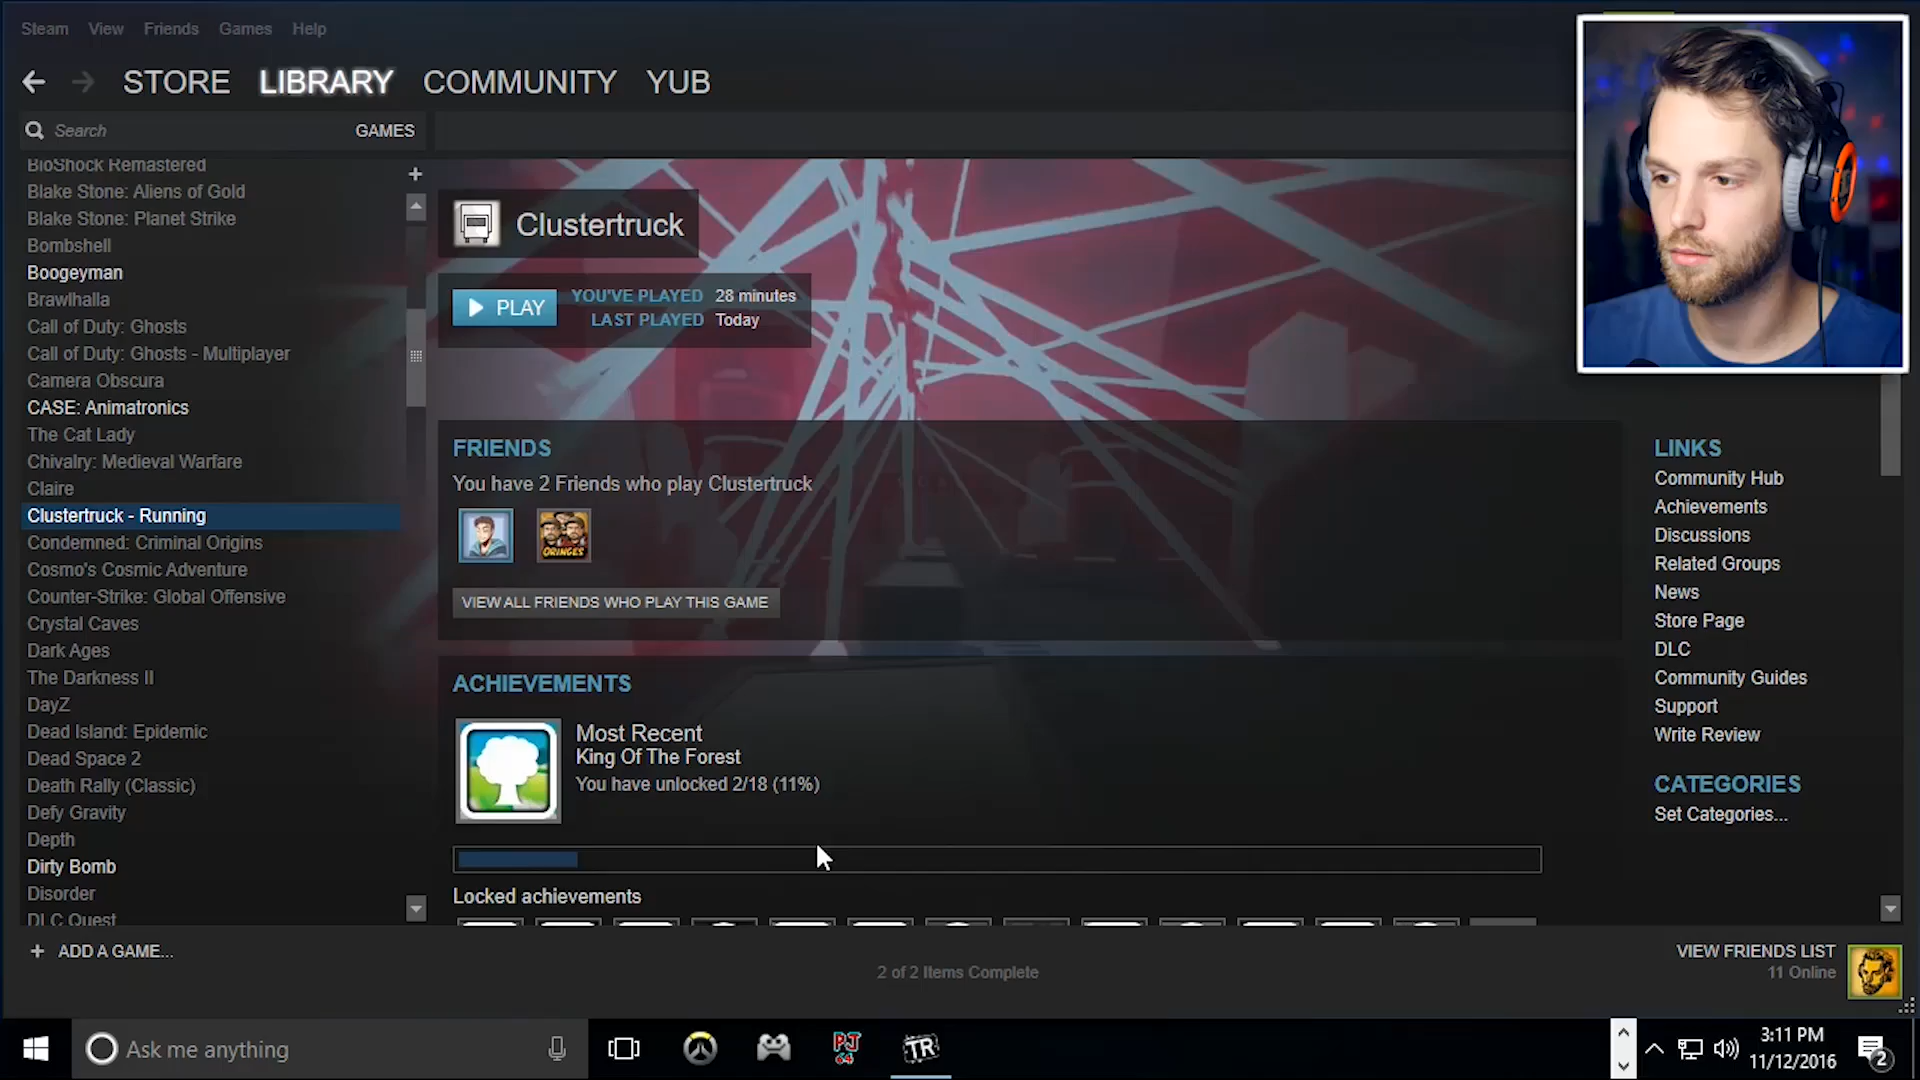 Steam View Friends Games Help
STORE LIBRARY COMMUNITY YUB
Search GAMES
BioShock Remastered
Blake Stone: Aliens of Gold
Blake Stone: Planet Strike
Bombshell
Boogeyman
Brawlhalla
Call of Duty: Ghosts
Call of Duty: Ghosts - Multiplayer
Camera Obscura
CASE: Animatronics
The Cat Lady
Chivalry: Medieval Warfare
Claire
Clustertruck - Running
Condemned: Criminal Origins
Cosmo's Cosmic Adventure
Counter-Strike: Global Offensive
Crystal Caves
Dark Ages
The Darkness II
DayZ
Dead Island: Epidemic
Dead Space 2
Death Rally (Classic)
Defy Gravity
Depth
Dirty Bomb
Disorder
DLC Quest
+ ADD A GAME...
Clustertruck
PLAY
YOU'VE PLAYED 28 minutes
LAST PLAYED Today
FRIENDS
You have 2 Friends who play Clustertruck
ORINGES
VIEW ALL FRIENDS WHO PLAY THIS GAME
ACHIEVEMENTS
Most Recent
King Of The Forest
You have unlocked 2/18 (11%)
Locked achievements
LINKS
Community Hub
Achievements
Discussions
Related Groups
News
Store Page
DLC
Community Guides
Support
Write Review
CATEGORIES
Set Categories...
2 of 2 Items Complete
VIEW FRIENDS LIST
11 Online
Ask me anything
PJ
64
TR
3:11 PM
11/12/2016
2